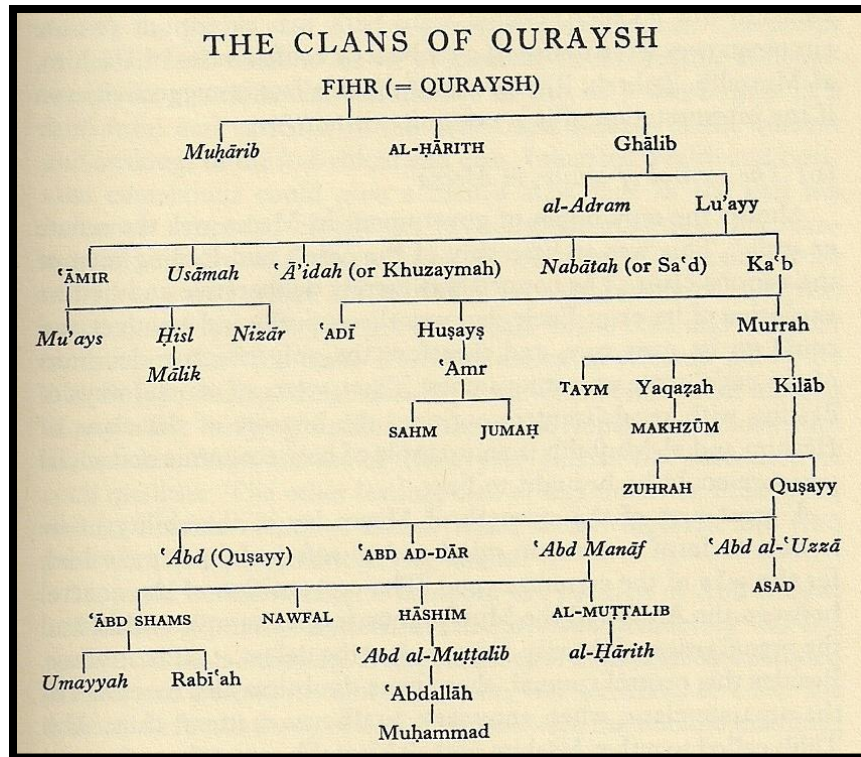 THE CLANS OF QURAYSH
FIHR (= QURAYSH)
Muḥārib AL-ḤĀRITH Ghālib
al-Adram Lu'ayy
ʿĀMIR Usāmah ʿĀ'idah (or Khuzaymah) Nabātah (or Saʿd) Kaʿb
Mu'ays Ḥisl Nizār ʿADĪ Huṣayṣ Murrah
Mālik ʿAmr TAYM Yaqaẓah Kilāb
SAHM JUMAḤ MAKHZŪM
ZUHRAH Quṣayy
ʿAbd (Quṣayy) ʿABD AD-DĀR ʿAbd Manāf ʿAbd al-ʿUzzā
ʿĀBD SHAMS NAWFAL HĀSHIM AL-MUṬṬALIB ASAD
Umayyah Rabīʿah ʿAbd al-Muṭṭalib al-Ḥārith
ʿAbdallāh
Muḥammad